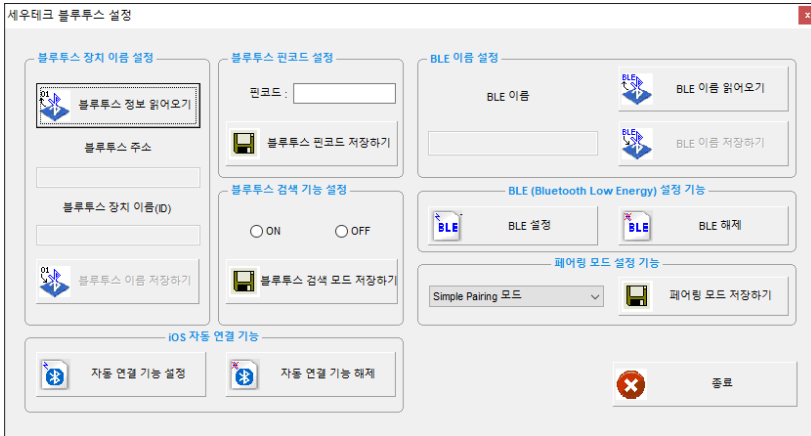 세우테크 블루투스 설정
x
블루투스 장치 이름 설정
01
블루투스 정보 읽어오기
블루투스 주소
블루투스 장치 이름(ID)
01
블루투스 이름 저장하기
블루투스 핀코드 설정
핀코드 :
블루투스 핀코드 저장하기
블루투스 검색 기능 설정
ON
OFF
블루투스 검색 모드 저장하기
BLE 이름 설정
BLE 이름
BLE
BLE 이름 읽어오기
BLE
BLE 이름 저장하기
BLE (Bluetooth Low Energy) 설정 기능
BLE
BLE 설정
BLE
BLE 해제
페어링 모드 설정 기능
Simple Pairing 모드
페어링 모드 저장하기
iOS 자동 연결 기능
자동 연결 기능 설정
자동 연결 기능 해제
종료